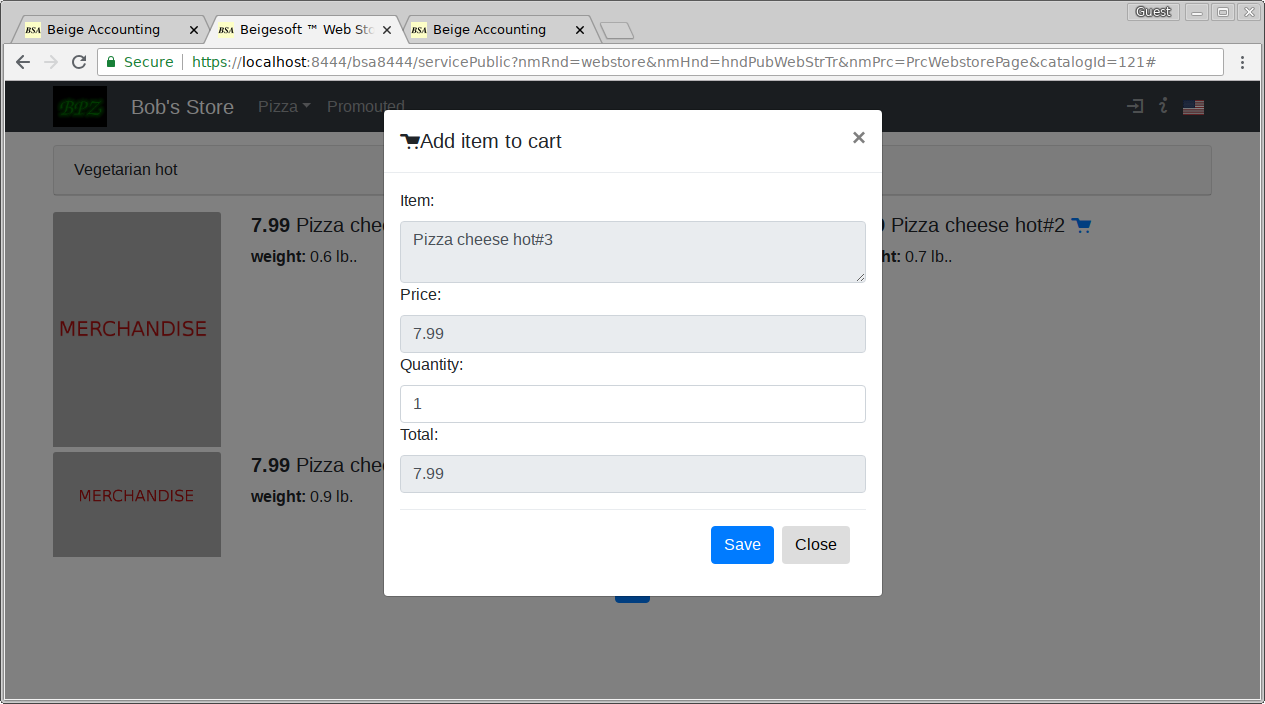 Guest
BSA Beige Accounting
BSA Beigesoft ™ Web Sto
BSA Beige Accounting
Secure https://localhost:8444/bsa8444/servicePublic?nmRnd=webstore&nmHnd=hndPubWebStrTr&nmPrc=PrcWebstorePage&catalogId=121#
BPZ Bob's Store Pizza Promouted
Add item to cart ×
Vegetarian hot
Item:
Pizza cheese hot#3
Price:
7.99
Quantity:
1
Total:
7.99
Save Close
7.99 Pizza chee
weight: 0.6 lb..
Pizza cheese hot#2
ht: 0.7 lb..
MERCHANDISE
7.99 Pizza chee
weight: 0.9 lb.
MERCHANDISE